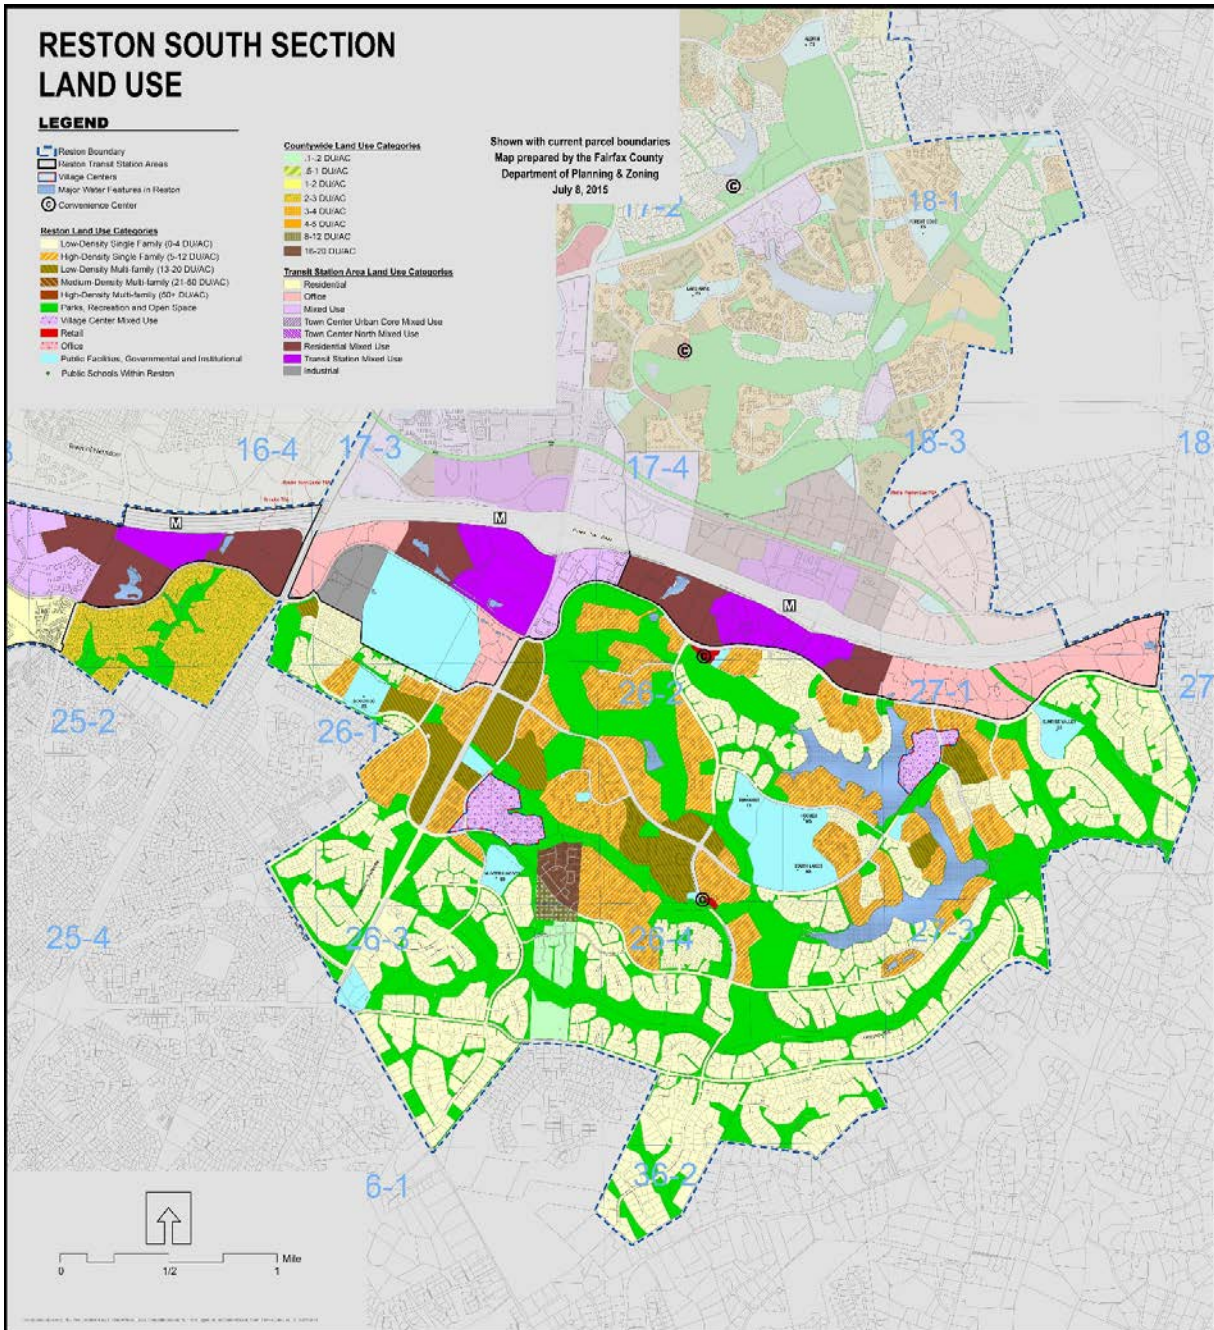 RESTON SOUTH SECTION
LAND USE
LEGEND
Reston Boundary
Reston Transit Station Areas
Village Centers
Major Water Features in Reston
C Convenience Center
Reston Land Use Categories
Low-Density Single Family (0-4 DU/AC)
High-Density Single Family (5-12 DU/AC)
Low-Density Multi-family (13-20 DU/AC)
Medium-Density Multi-family (21-50 DU/AC)
High-Density Multi-family (50+ DU/AC)
Parks, Recreation and Open Space
Village Center Mixed Use
Retail
Office
Public Facilities, Governmental and Institutional
Public Schools Within Reston
Countywide Land Use Categories
.1-.2 DU/AC
.5-1 DU/AC
1-2 DU/AC
2-3 DU/AC
3-4 DU/AC
4-5 DU/AC
8-12 DU/AC
16-20 DU/AC
Transit Station Area Land Use Categories
Residential
Office
Mixed Use
Town Center Urban Core Mixed Use
Town Center North Mixed Use
Residential Mixed Use
Transit Station Mixed Use
Industrial
Shown with current parcel boundaries
Map prepared by the Fairfax County
Department of Planning & Zoning
July 8, 2015
17-2
C
18-1
C
16-4
17-3
17-4
18-3
18
M
M
M
C
25-2
26-1
26-2
27-1
27
25-4
26-3
C
26-4
27-3
36-2
6-1
0
1/2
1
Mile